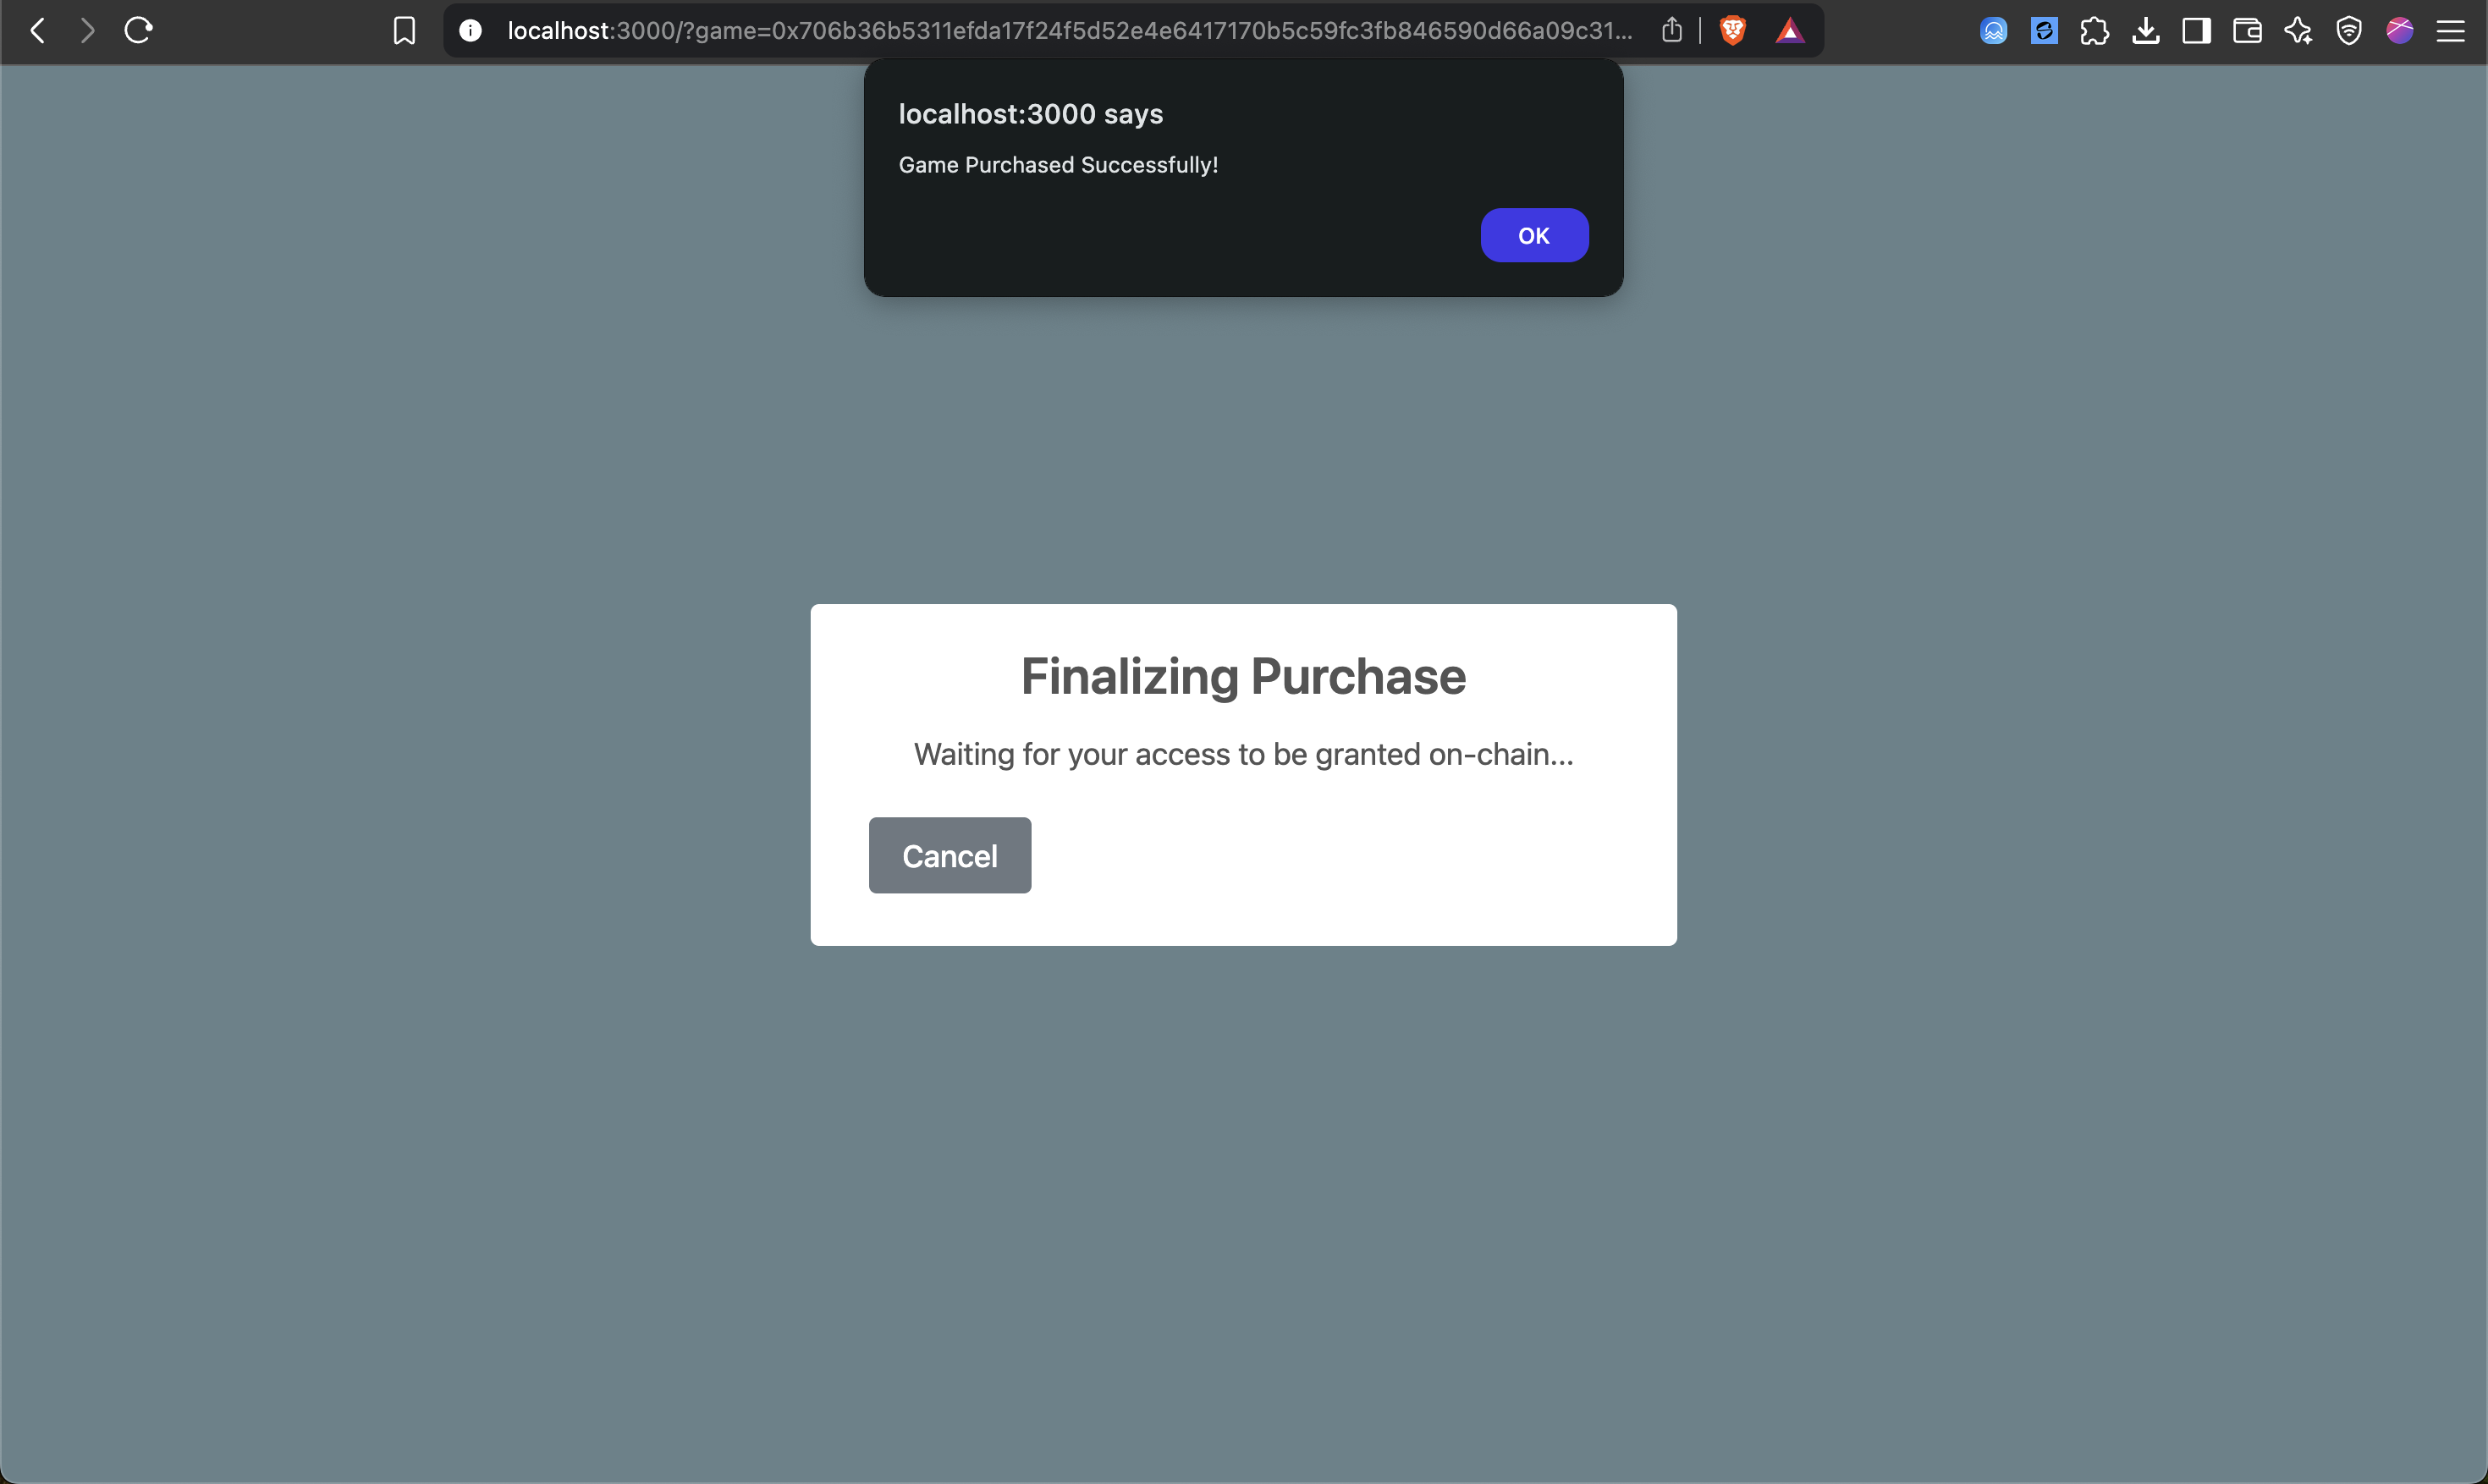 localhost:3000/?game=0x706b36b5311efda17f24f5d52e4e6417170b5c59fc3fb846590d66a09c31...
localhost:3000 says
Game Purchased Successfully!
OK
Finalizing Purchase
Waiting for your access to be granted on-chain...
Cancel